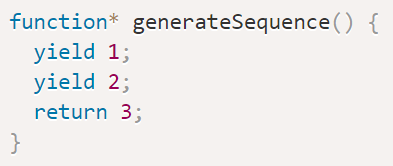 function* generateSequence() {
  yield 1;
  yield 2;
  return 3;
}